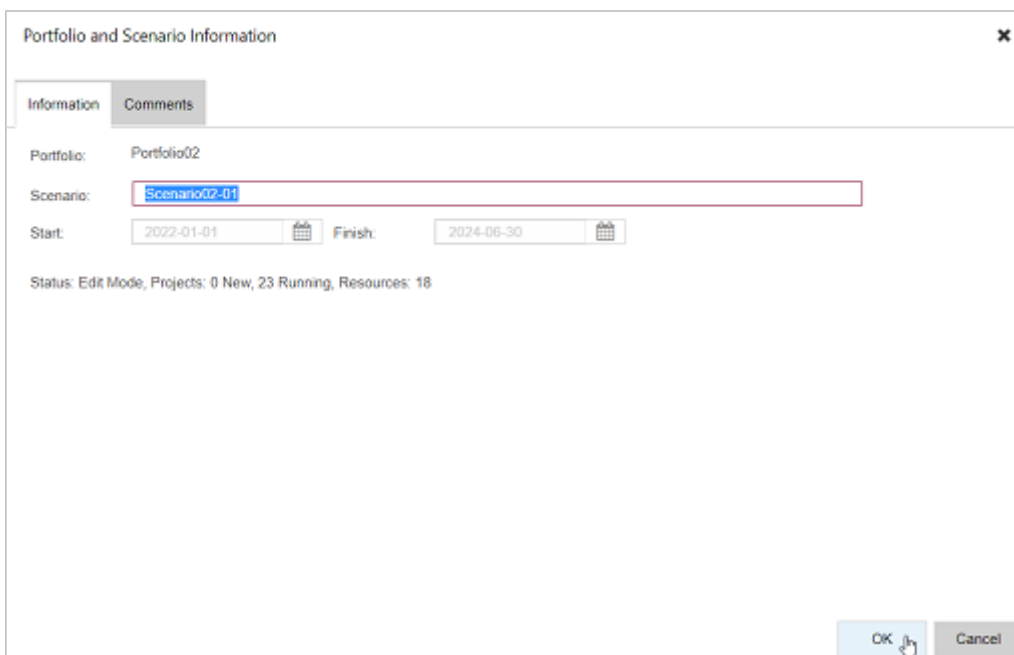 Portfolio and Scenario Information
Information Comments
Portfolio: Portfolio02
Scenario: Scenario02-01
Start: 2022-01-01 Finish: 2024-06-30
Status: Edit Mode, Projects: 0 New, 23 Running, Resources: 18
OK Cancel